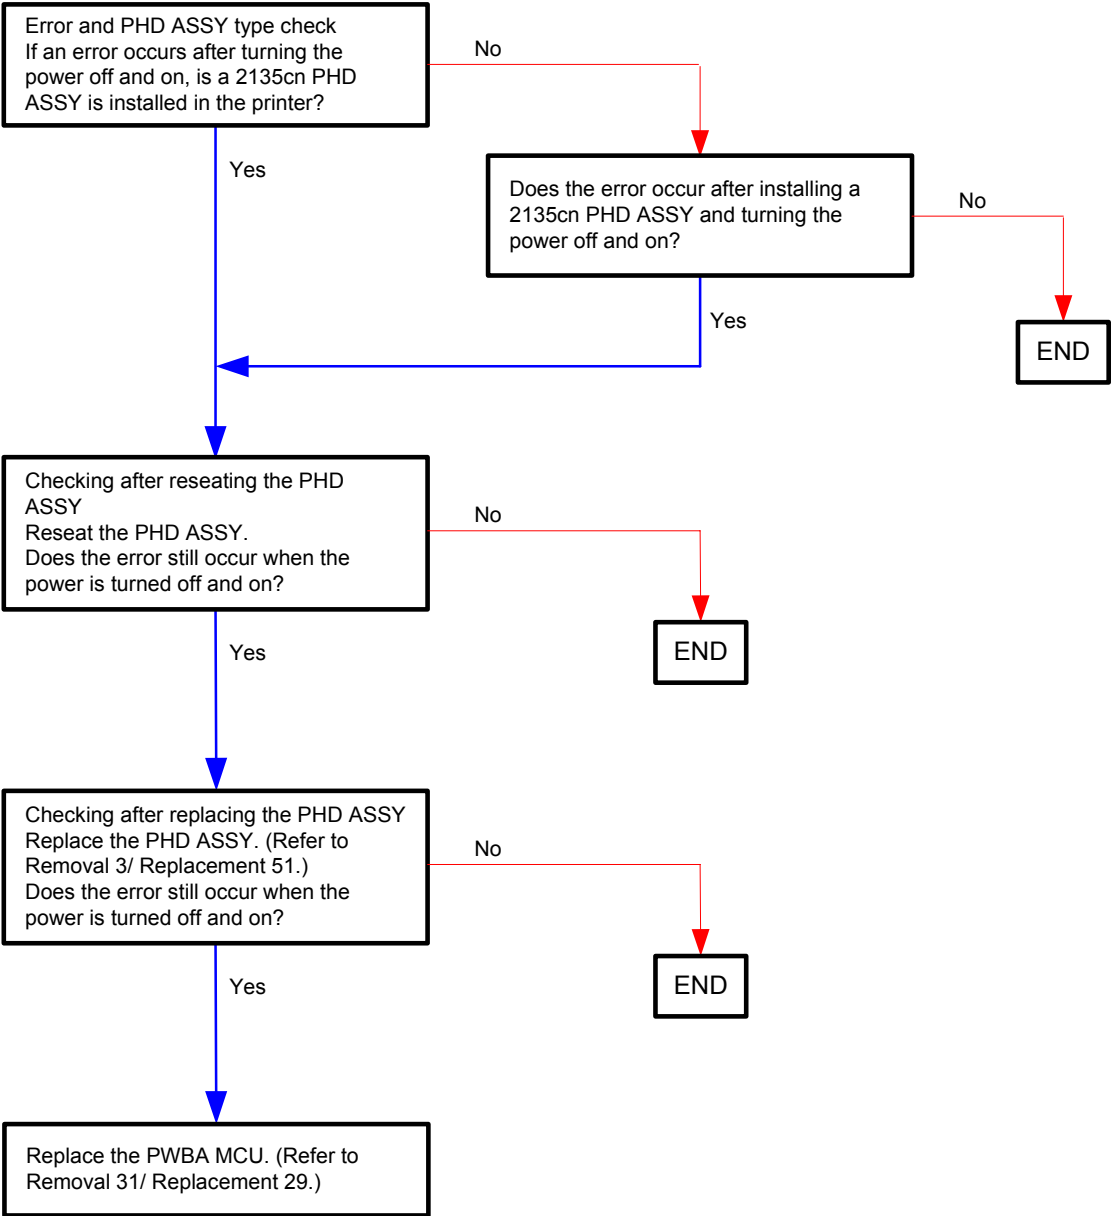 Error and PHD ASSY type check
If an error occurs after turning the
power off and on, is a 2135cn PHD
ASSY is installed in the printer?
No
Yes
Does the error occur after installing a
2135cn PHD ASSY and turning the
power off and on?
No
Yes
END
Checking after reseating the PHD
ASSY
Reseat the PHD ASSY.
Does the error still occur when the
power is turned off and on?
No
Yes
END
Checking after replacing the PHD ASSY
Replace the PHD ASSY. (Refer to
Removal 3/ Replacement 51.)
Does the error still occur when the
power is turned off and on?
No
Yes
END
Replace the PWBA MCU. (Refer to
Removal 31/ Replacement 29.)